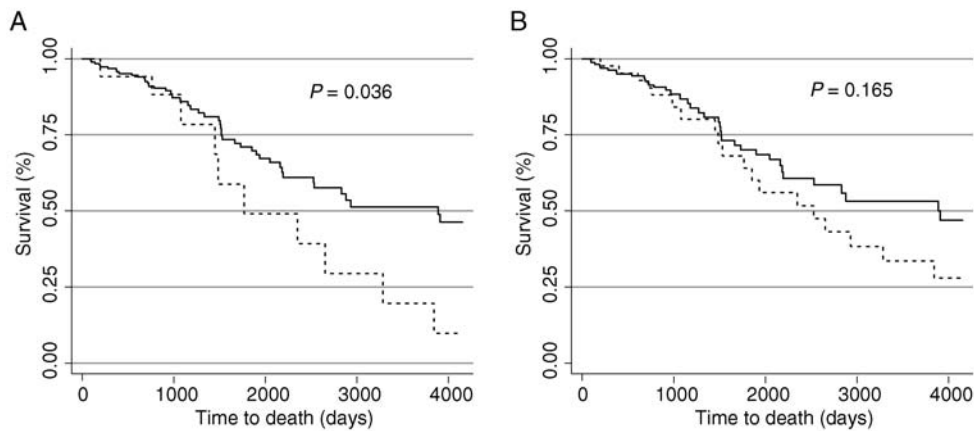 A
P = 0.036
Survival (%)
1.00
0.75
0.50
0.25
0.00
0 1000 2000 3000 4000
Time to death (days)
B
P = 0.165
Survival (%)
1.00
0.75
0.50
0.25
0.00
0 1000 2000 3000 4000
Time to death (days)